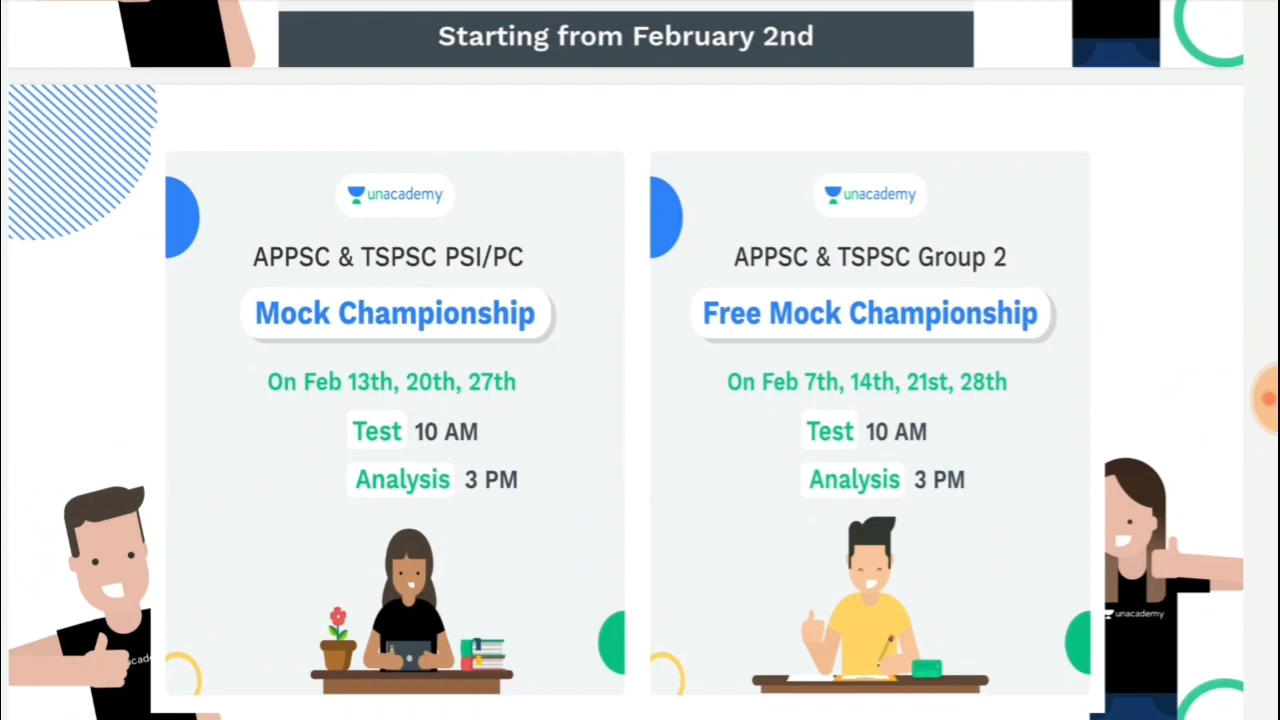 Starting from February 2nd
unacademy
APPSC & TSPSC PSI/PC
Mock Championship
On Feb 13th, 20th, 27th
Test 10 AM
Analysis 3 PM
unacademy
APPSC & TSPSC Group 2
Free Mock Championship
On Feb 7th, 14th, 21st, 28th
Test 10 AM
Analysis 3 PM
unacademy